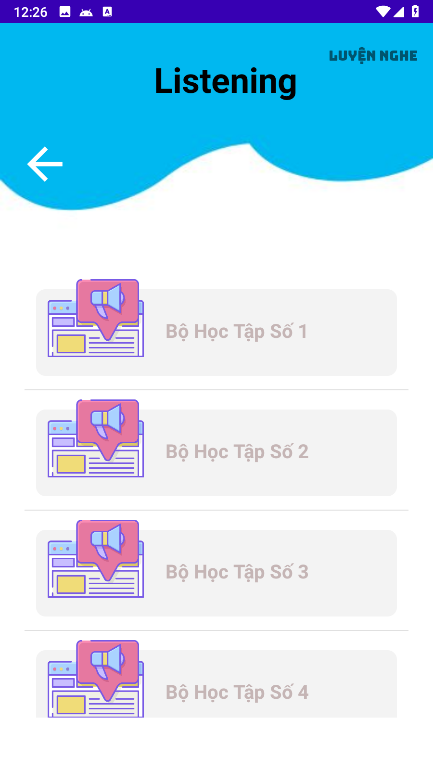 12:26
LUYỆN NGHE
Listening
Bộ Học Tập Số 1
Bộ Học Tập Số 2
Bộ Học Tập Số 3
Bộ Học Tập Số 4